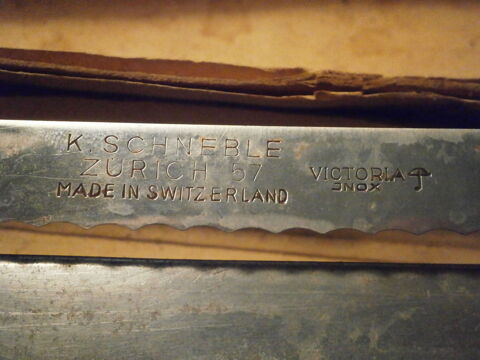 K. SCHNEBLE
ZÜRICH 57
MADE IN SWITZERLAND
VICTORIA
INOX